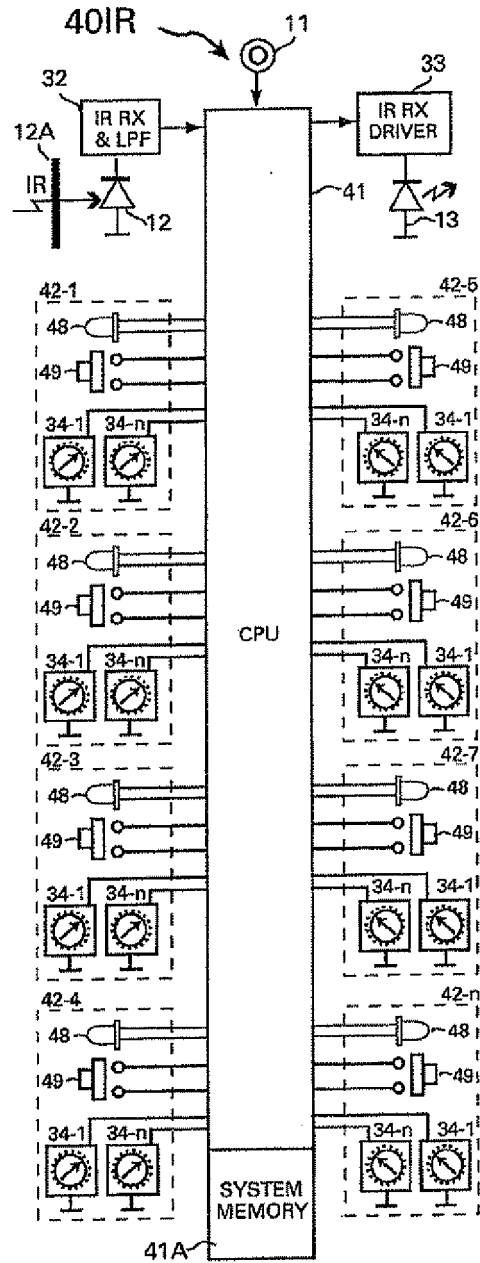 40IR
11
32
33
IR RX
& LPF
IR RX
DRIVER
12A
IR
12
41
13
42-1
42-5
48
48
49
49
34-1 34-n
34-n 34-1
42-2
42-6
48
48
49
49
34-1 34-n
34-n 34-1
CPU
42-3
42-7
48
48
49
49
34-1 34-n
34-n 34-1
42-4
42-n
48
48
49
49
34-1 34-n
34-n 34-1
SYSTEM
MEMORY
41A